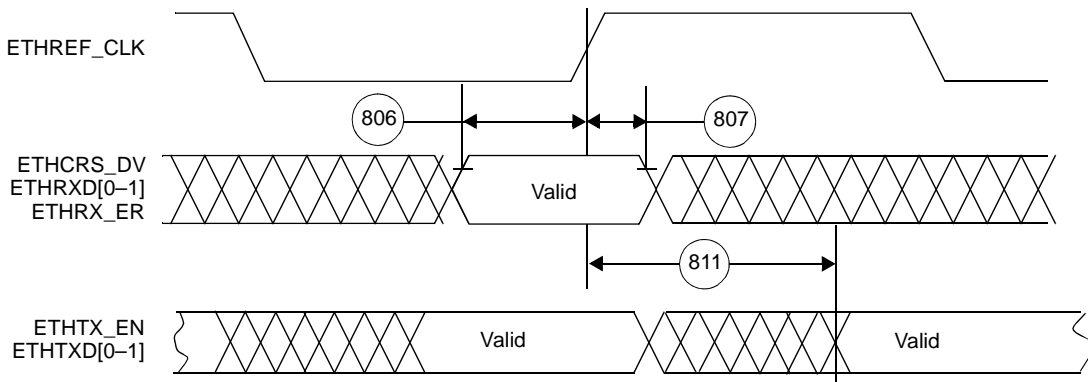 ETHREF_CLK
806
807
ETHCRS_DV
ETHRXD[0–1]
ETHRX_ER
Valid
811
ETHTX_EN
ETHTXD[0–1]
Valid
Valid